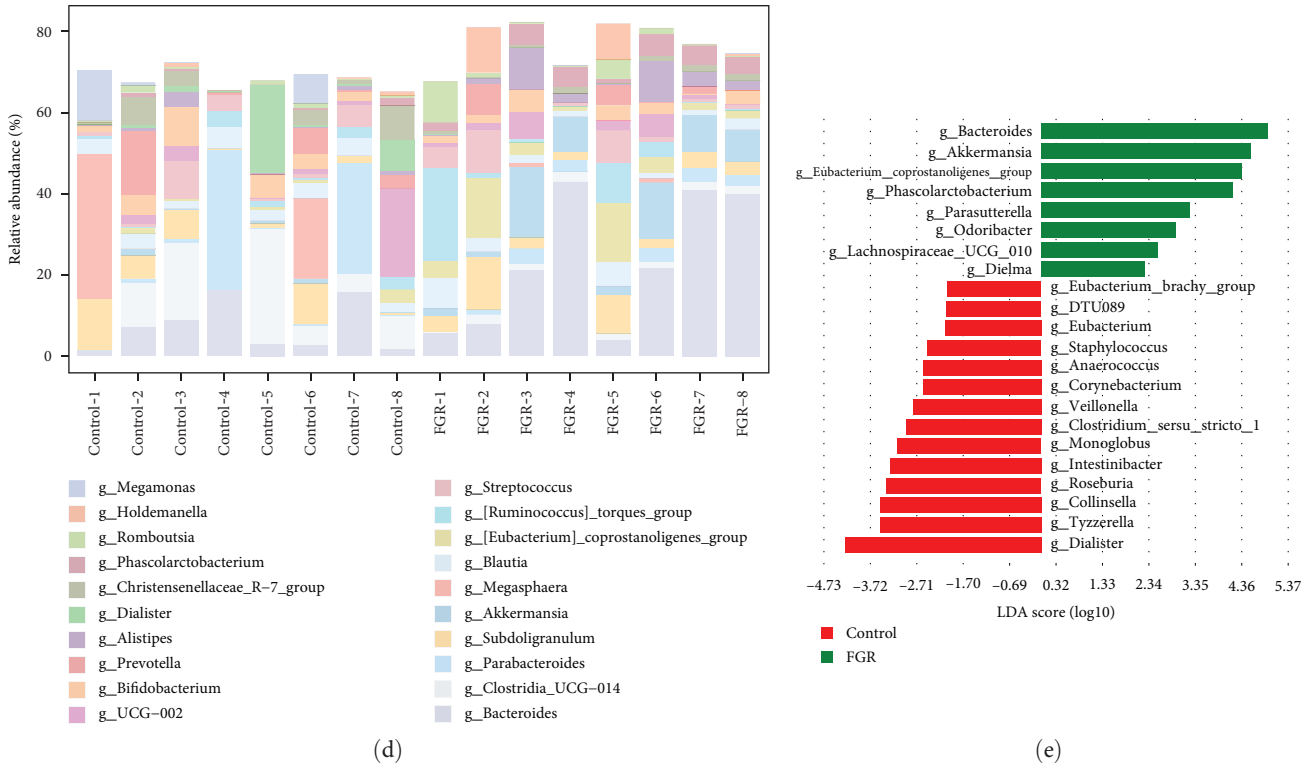 80
60
40
20
0
Relative abundance (%)
Control-1
Control-2
Control-3
Control-4
Control-5
Control-6
Control-7
Control-8
FGR-1
FGR-2
FGR-3
FGR-4
FGR-5
FGR-6
FGR-7
FGR-8
g_Megamonas
g_Holdemanella
g_Romboutsia
g_Phascolarctobacterium
g_Christensenellaceae_R-7_group
g_Dialister
g_Alistipes
g_Prevotella
g_Bifidobacterium
g_UCG-002
g_Streptococcus
g_[Ruminococcus]_torques_group
g_[Eubacterium]_coprostanoligenes_group
g_Blautia
g_Megasphaera
g_Akkermansia
g_Subdoligranulum
g_Parabacteroides
g_Clostridia_UCG-014
g_Bacteroides
(d)
g_Bacteroides
g_Akkermansia
g_Eubacterium_coprostanoligenes_group
g_Phascolarctobacterium
g_Parasutterella
g_Odoribacter
g_Lachnospiraceae_UCG_010
g_Dielma
g_Eubacterium_brachy_group
g_DTU089
g_Eubacterium
g_Staphylococcus
g_Anaerococcus
g_Corynebacterium
g_Veillonella
g_Clostridium_sersu_stricto_1
g_Monoglobus
g_Intestinibacter
g_Roseburia
g_Collinsella
g_Tyzzerella
g_Dialister
-4.73 -3.72 -2.71 -1.70 -0.69 0.32 1.33 2.34 3.35 4.36 5.37
LDA score (log10)
Control
FGR
(e)